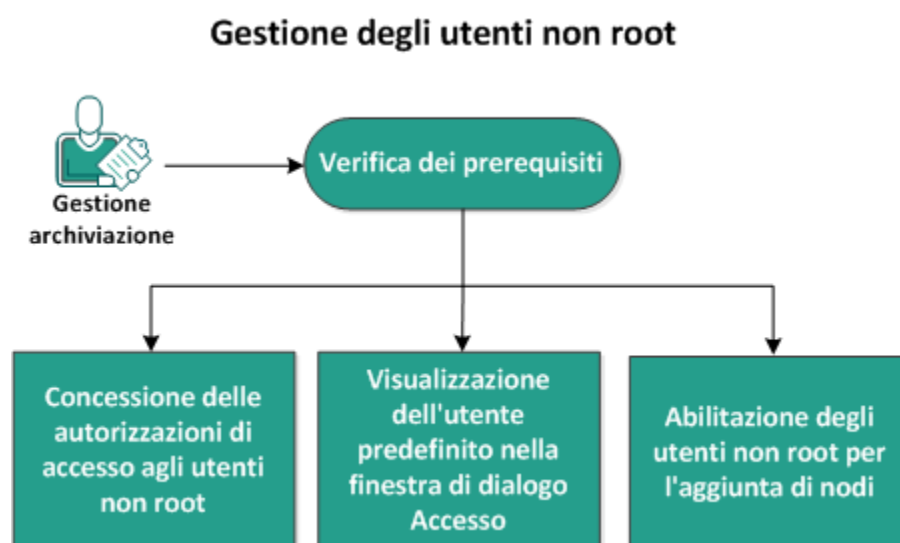 Gestione degli utenti non root
Verifica dei prerequisiti
Gestione
archiviazione
Concessione delle
autorizzazioni di
accesso agli utenti
non root
Visualizzazione
dell'utente
predefinito nella
finestra di dialogo
Accesso
Abilitazione degli
utenti non root per
l'aggiunta di nodi